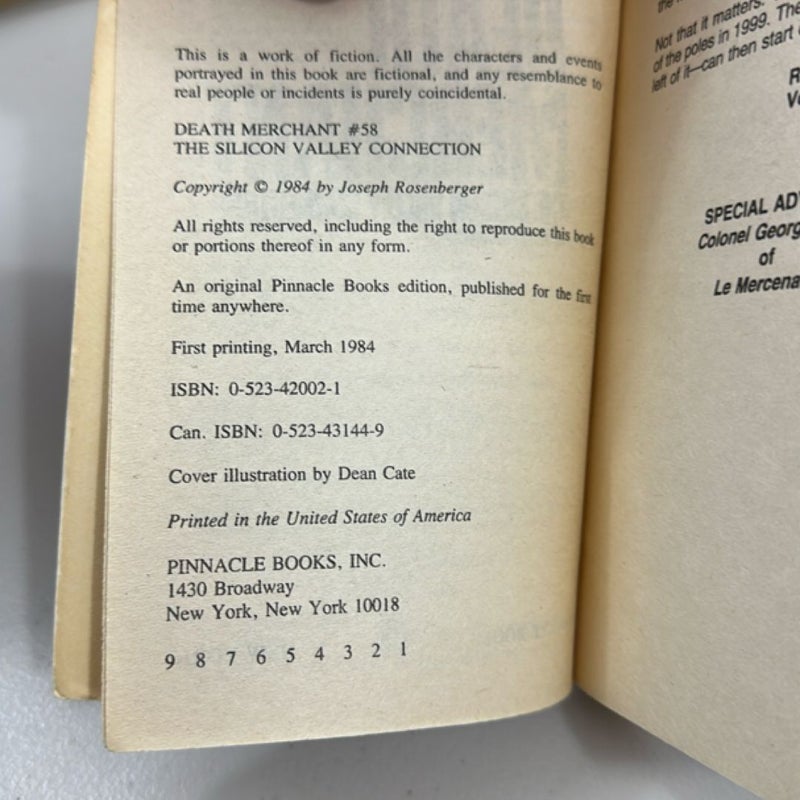 This is a work of fiction. All the characters and events
portrayed in this book are fictional, and any resemblance to
real people or incidents is purely coincidental.
DEATH MERCHANT #58
THE SILICON VALLEY CONNECTION
Copyright © 1984 by Joseph Rosenberger
All rights reserved, including the right to reproduce this book
or portions thereof in any form.
An original Pinnacle Books edition, published for the first
time anywhere.
First printing, March 1984
ISBN: 0-523-42002-1
Can. ISBN: 0-523-43144-9
Cover illustration by Dean Cate
Printed in the United States of America
PINNACLE BOOKS, INC.
1430 Broadway
New York, New York 10018
9 8 7 6 5 4 3 2 1
Not that it matters.
of the poles in 1999. The
left of it—can then start
SPECIAL
Colonel
of
Le